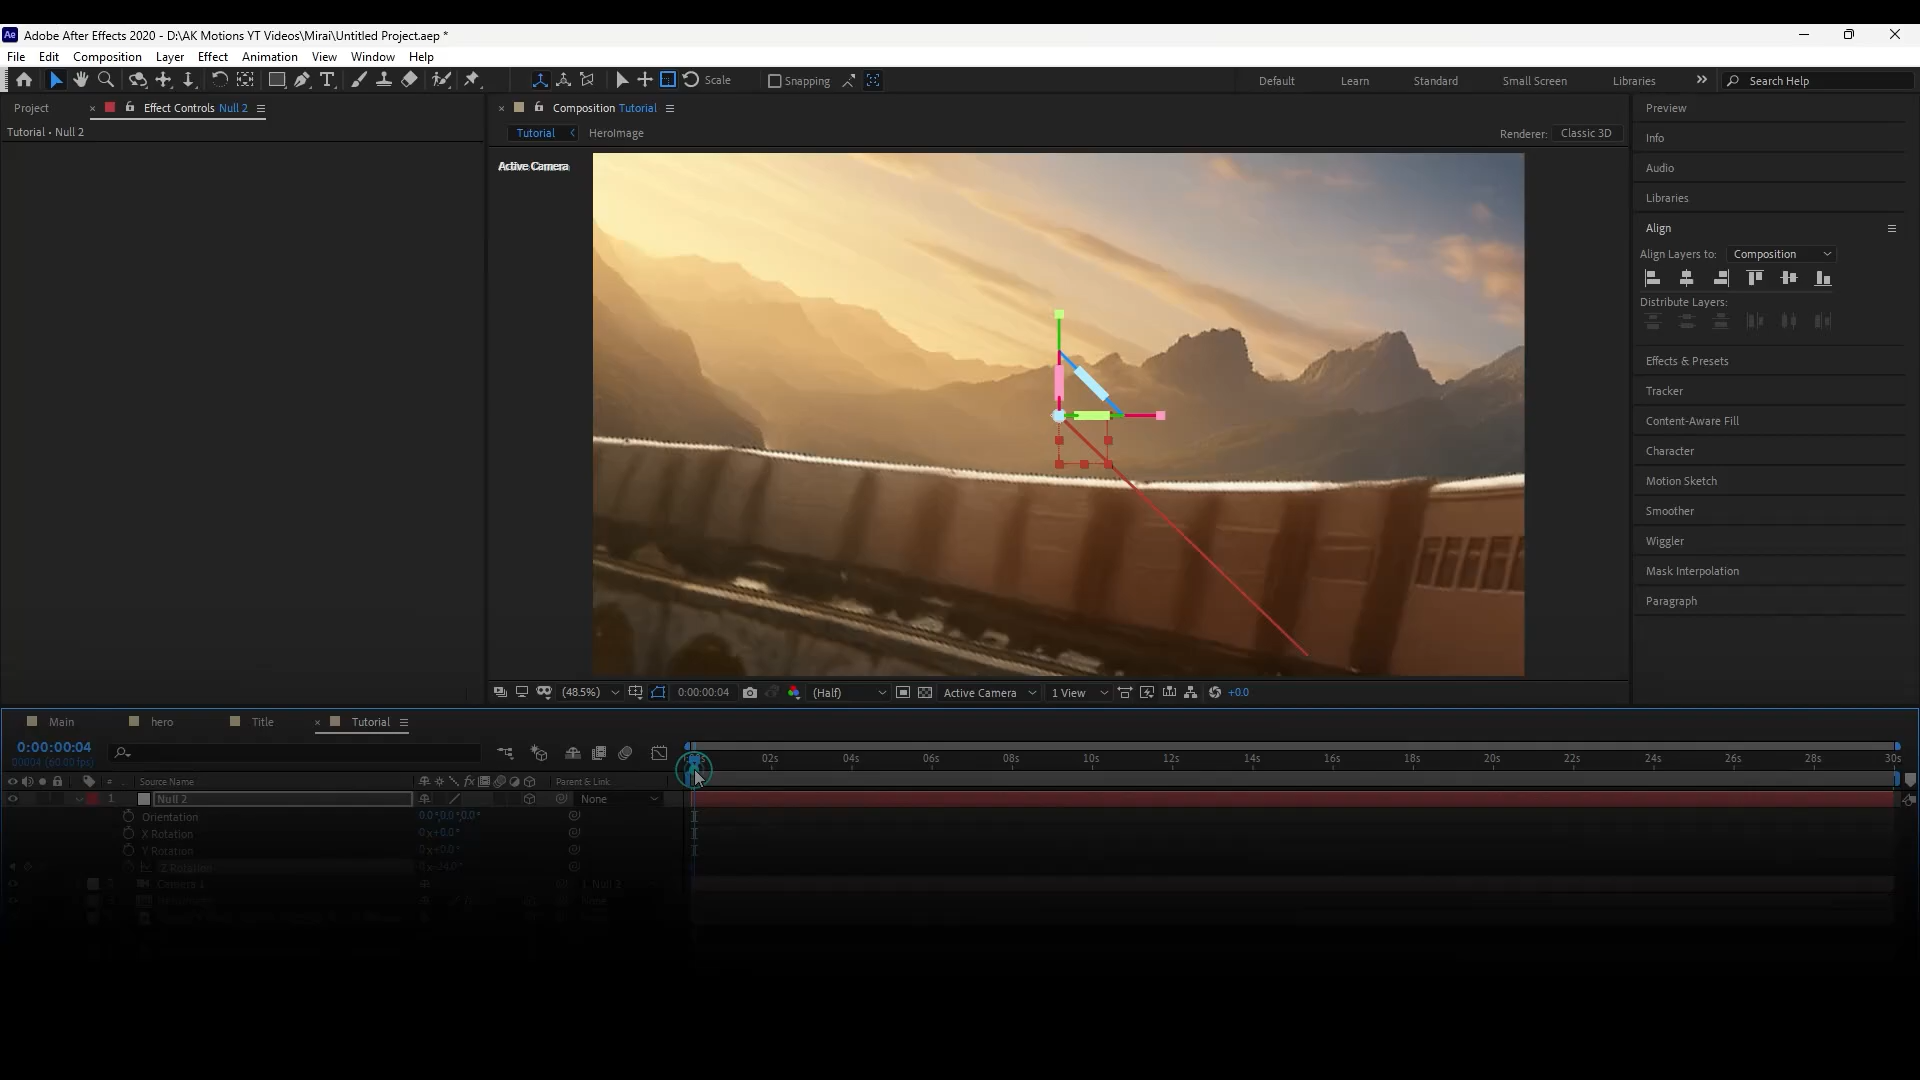 Ae Adobe After Effects 2020 - D:\AK Motions YT Videos\Mirai\Untitled Project.aep *
File Edit Composition Layer Effect Animation View Window Help
Scale Snapping Default Learn Standard Small Screen Libraries Search Help
Project Effect Controls Null 2
Tutorial • Null 2
Composition Tutorial
Tutorial HeroImage
Renderer: Classic 3D
Active Camera
Preview
Info
Audio
Libraries
Align
Align Layers to: Composition
Distribute Layers:
Effects & Presets
Tracker
Content-Aware Fill
Character
Motion Sketch
Smoother
Wiggler
Mask Interpolation
Paragraph
(48.5%) 0:00:00:04 (Half) Active Camera 1 View +0.0
Main hero Title Tutorial
0:00:00:04
00004 (60.00 fps)
02s 04s 06s 08s 10s 12s 14s 16s 18s 20s 22s 24s 26s 28s 30s
# Source Name Parent & Link
1 Null 2 None
Orientation 0.0°,0.0°,0.0°
X Rotation 0x+0.0°
Y Rotation 0x+0.0°
Z Rotation
Camera 1